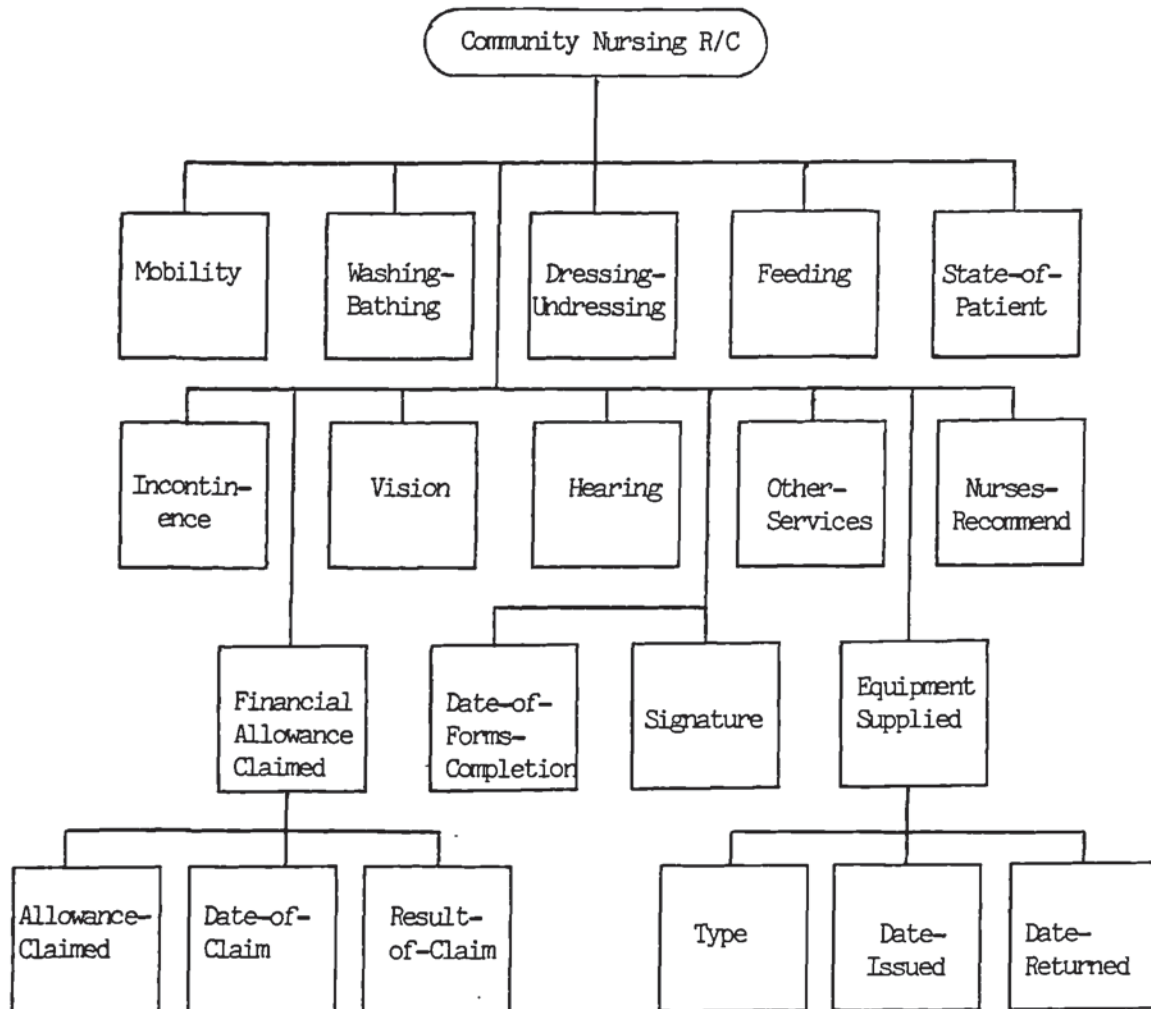 Community Nursing R/C
Mobility
Washing-
Bathing
Dressing-
Undressing
Feeding
State-of-
Patient
Incontin-
ence
Vision
Hearing
Other-
Services
Nurses-
Recommend
Financial
Allowance
Claimed
Date-of-
Forms-
Completion
Signature
Equipment
Supplied
Allowance-
Claimed
Date-of-
Claim
Result-
of-Claim
Type
Date-
Issued
Date-
Returned